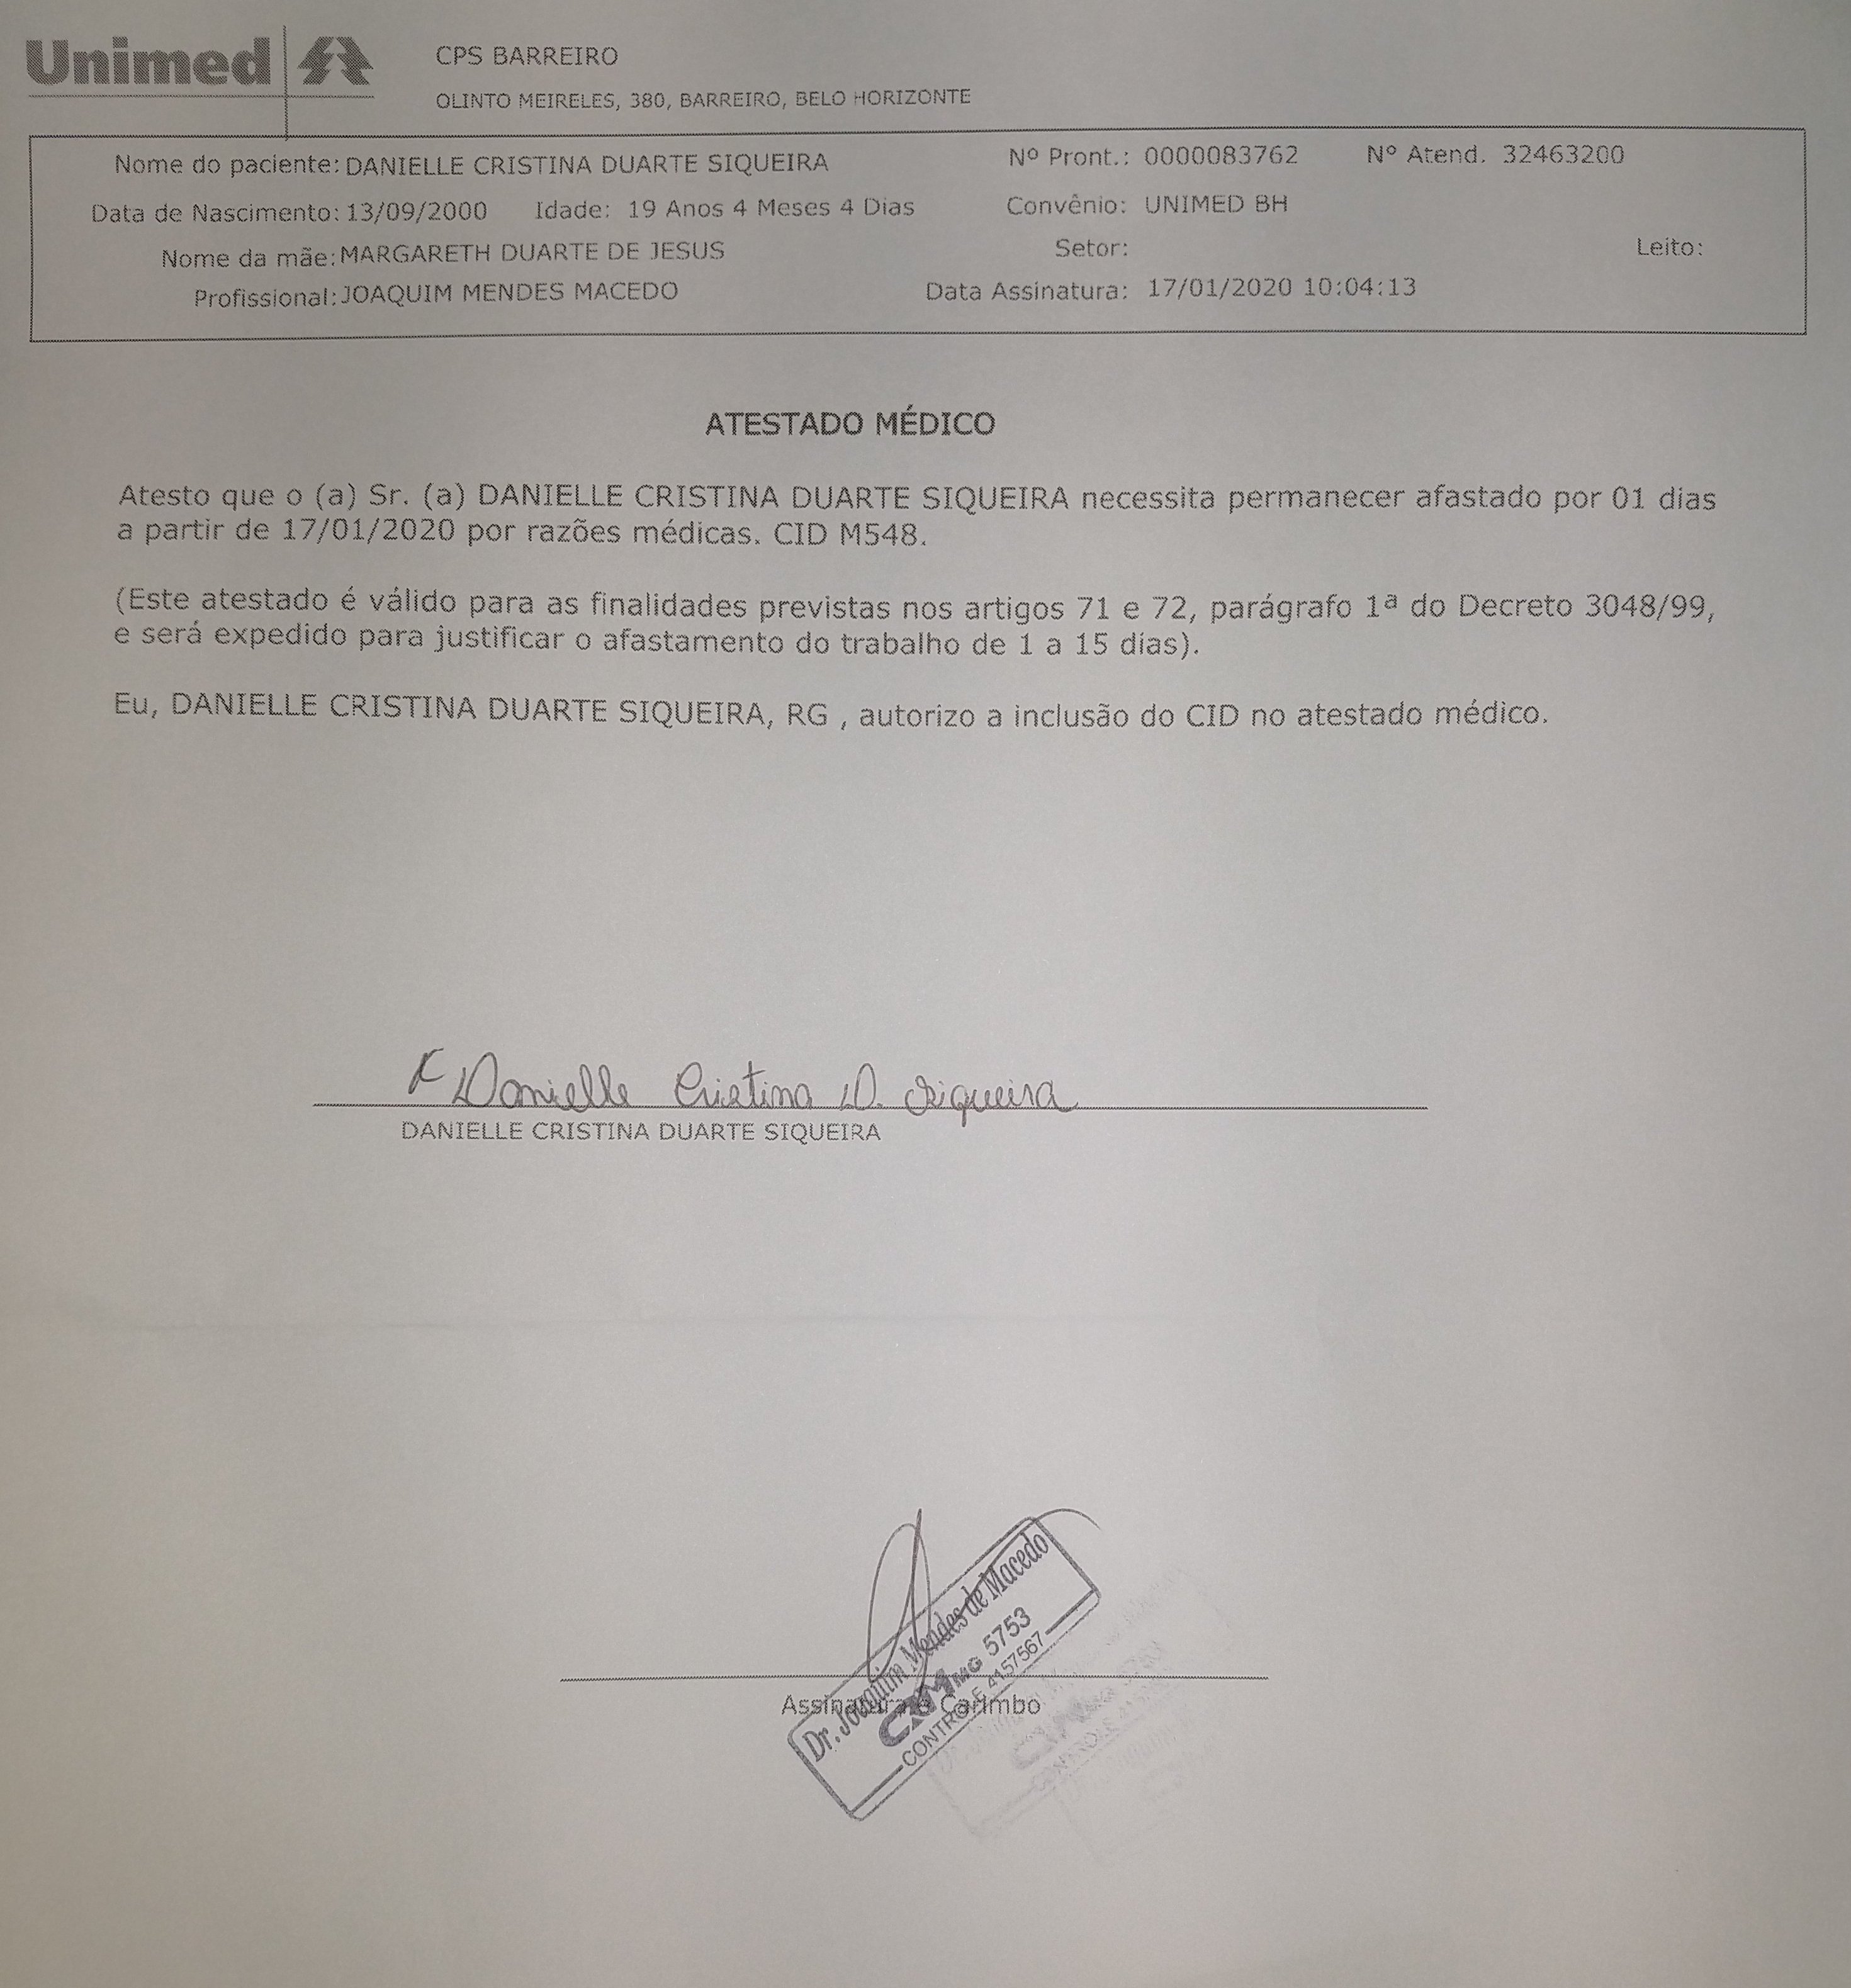 Unimed
CPS BARREIRO
OLINTO MEIRELES, 380, BARREIRO, BELO HORIZONTE
Nome do paciente: DANIELLE CRISTINA DUARTE SIQUEIRA Nº Pront.: 0000083762 Nº Atend. 32463200
Data de Nascimento: 13/09/2000 Idade: 19 Anos 4 Meses 4 Dias Convênio: UNIMED BH
Nome da mãe: MARGARETH DUARTE DE JESUS Setor: Leito:
Profissional: JOAQUIM MENDES MACEDO Data Assinatura: 17/01/2020 10:04:13
ATESTADO MÉDICO
Atesto que o (a) Sr. (a) DANIELLE CRISTINA DUARTE SIQUEIRA necessita permanecer afastado por 01 dias
a partir de 17/01/2020 por razões médicas. CID M548.
(Este atestado é válido para as finalidades previstas nos artigos 71 e 72, parágrafo 1ª do Decreto 3048/99,
e será expedido para justificar o afastamento do trabalho de 1 a 15 dias).
Eu, DANIELLE CRISTINA DUARTE SIQUEIRA, RG , autorizo a inclusão do CID no atestado médico.
Danielle Cristina D. Siqueira
DANIELLE CRISTINA DUARTE SIQUEIRA
Assinatura e Carimbo
Dr. Joaquim Mendes de Macedo
CRM MG 5753
CONTROLE 4157567